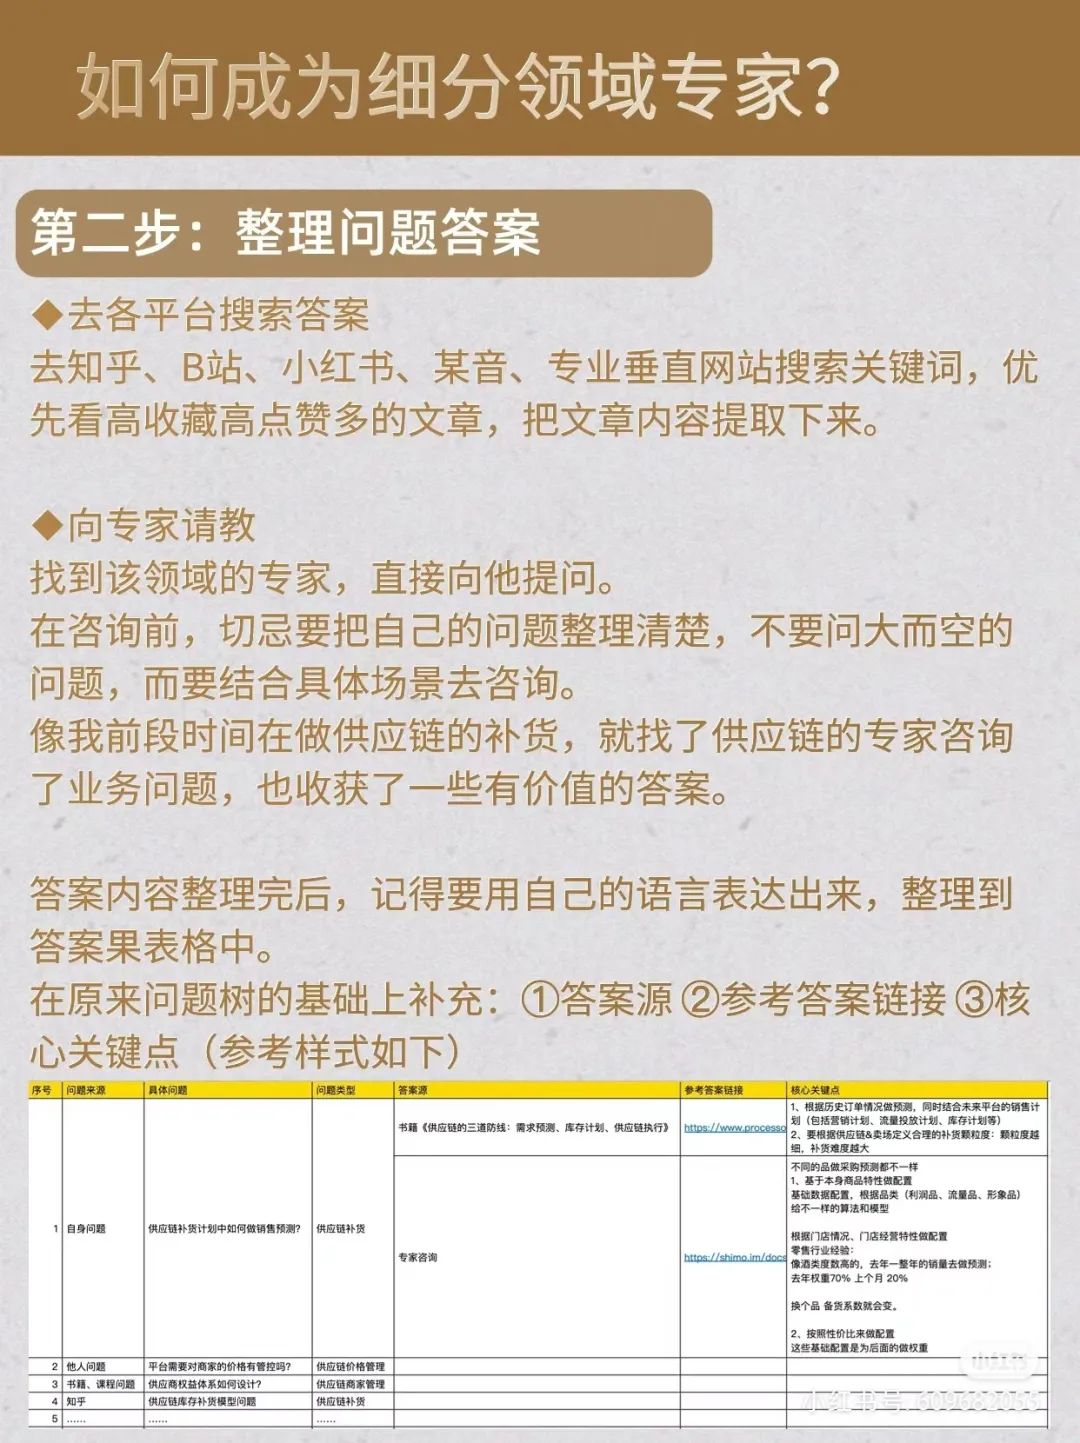 如何成为细分领域专家？
第二步：整理问题答案
◆去各平台搜索答案
去知乎、B站、小红书、某音、专业垂直网站搜索关键词，优
先看高收藏高点赞多的文章，把文章内容提取下来。
◆向专家请教
找到该领域的专家，直接向他提问。
在咨询前，切忌要把自己的问题整理清楚，不要问大而空的
问题，而要结合具体场景去咨询。
像我前段时间在做供应链的补货，就找了供应链的专家咨询
了业务问题，也收获了一些有价值的答案。
答案内容整理完后，记得要用自己的语言表达出来，整理到
答案果表格中。
在原来问题树的基础上补充：①答案源 ②参考答案链接 ③核
心关键点（参考样式如下）
序号 问题来源 具体问题 问题类型 答案源 参考答案链接 核心关键点
1 自身问题 供应链补货计划中如何做销售预测？ 供应链补货
书籍《供应链的三道防线：需求预测、库存计划、供应链执行》 https://www.processo
1、根据历史订单情况做预测，同时结合未来平台的销售计
划（包括营销计划、流量投放计划、库存计划等）
2、要根据供应链&卖场定义合理的补货颗粒度：颗粒度越
细，补货难度越大
专家咨询 https://shimo.im/docs
不同的品做采购预测都不一样
1、基于本身商品特性做配置
基础数据配置，根据品类（利润品、流量品、形象品）
给不一样的算法和模型
根据门店情况、门店经营特性做配置
零售行业经验：
像酒类度数高的，去年一整年的销量去做预测；
去年权重70% 上个月 20%
换个品 备货系数就会变。
2、按照性价比来做配置
这些基础配置是为后面的做权重
2 他人问题 平台需要对商家的价格有管控吗？ 供应链价格管理
3 书籍、课程问题 供应商权益体系如何设计？ 供应链商家管理
4 知乎 供应链库存补货模型问题 供应链补货
5 …… …… ……
小红书
小红书号: